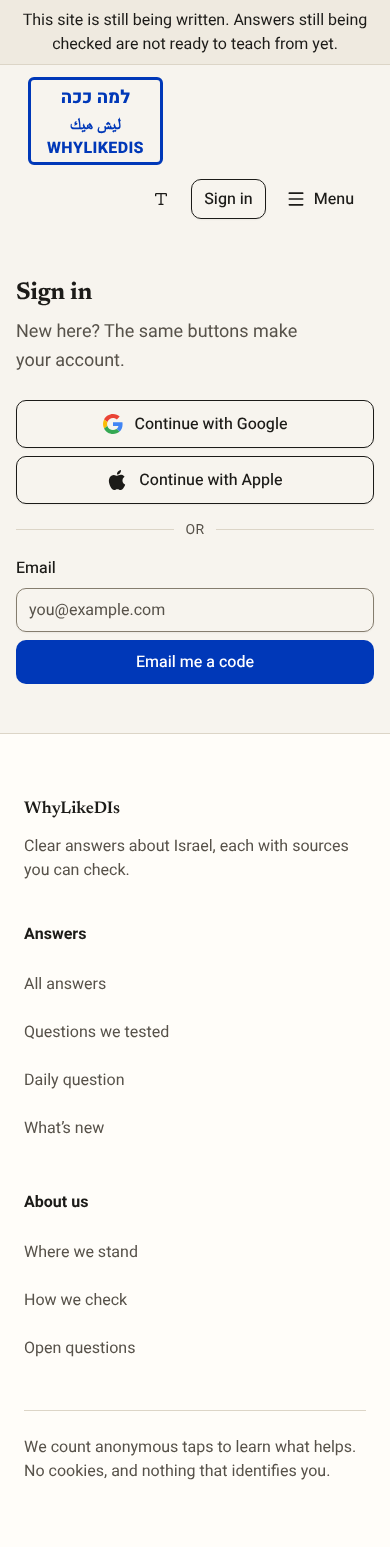 This site is still being written. Answers still being
checked are not ready to teach from yet.
למה ככה
ليش هيك
WHYLIKEDIS
T
Sign in
Menu
Sign in
New here? The same buttons make
your account.
Continue with Google
Continue with Apple
OR
Email
you@example.com
Email me a code
WhyLikeDIs
Clear answers about Israel, each with sources
you can check.
Answers
All answers
Questions we tested
Daily question
What’s new
About us
Where we stand
How we check
Open questions
We count anonymous taps to learn what helps.
No cookies, and nothing that identifies you.